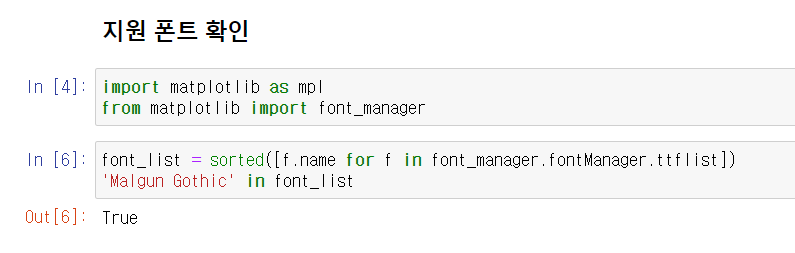 지원 폰트 확인
In [4]: import matplotlib as mpl
from matplotlib import font_manager
In [6]: font_list = sorted([f.name for f in font_manager.fontManager.ttflist])
'Malgun Gothic' in font_list
Out[6]: True